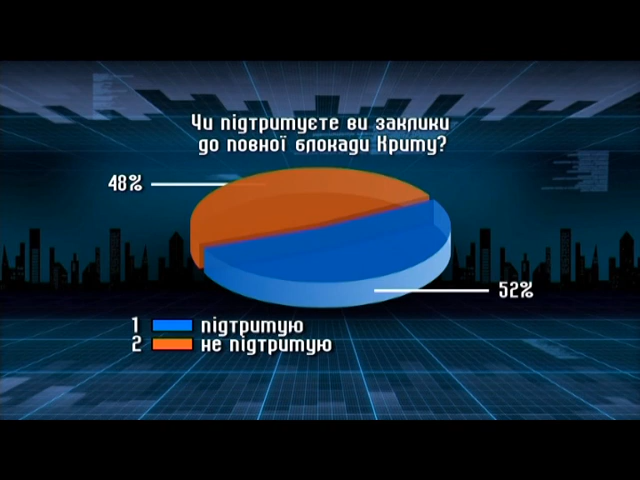 Чи підтримуєте ви заклики
до повної блокади Криму?
48%
52%
1 підтримую
2 не підтримую